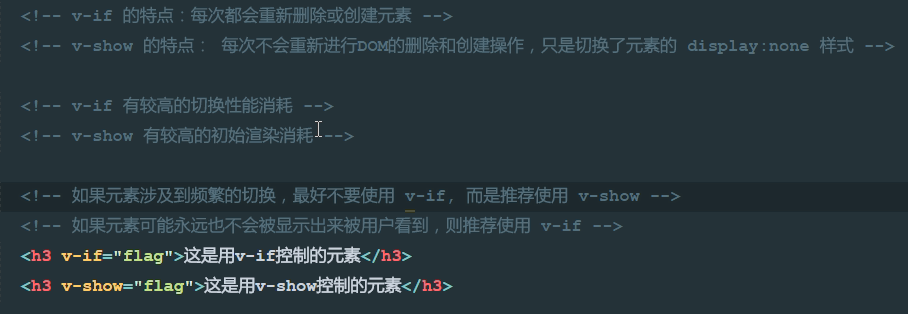 <!-- v-if 的特点：每次都会重新删除或创建元素 -->
<!-- v-show 的特点： 每次不会重新进行DOM的删除和创建操作，只是切换了元素的 display:none 样式 -->
<!-- v-if 有较高的切换性能消耗 -->
<!-- v-show 有较高的初始渲染消耗 -->
<!-- 如果元素涉及到频繁的切换，最好不要使用 v-if, 而是推荐使用 v-show -->
<!-- 如果元素可能永远也不会被显示出来被用户看到，则推荐使用 v-if -->
<h3 v-if="flag">这是用v-if控制的元素</h3>
<h3 v-show="flag">这是用v-show控制的元素</h3>